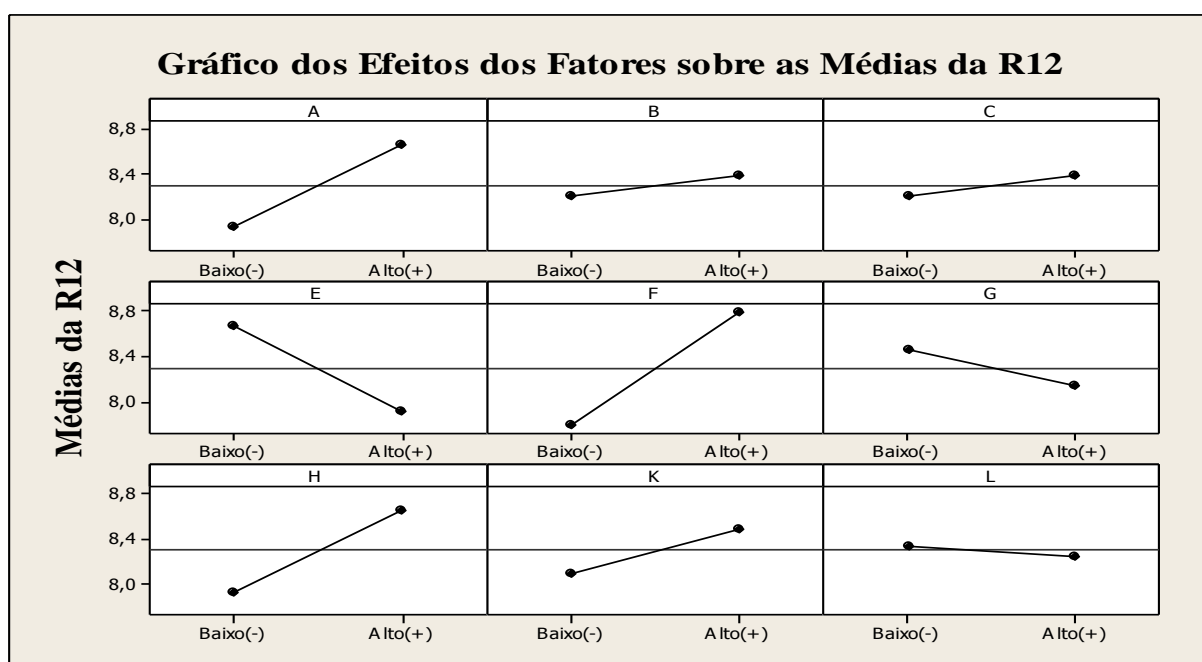 Gráfico dos Efeitos dos Fatores sobre as Médias da R12
Médias da R12
A B C
8,8
8,4
8,0
Baixo(-) Alto(+) Baixo(-) Alto(+) Baixo(-) Alto(+)
E F G
8,8
8,4
8,0
Baixo(-) Alto(+) Baixo(-) Alto(+) Baixo(-) Alto(+)
H K L
8,8
8,4
8,0
Baixo(-) Alto(+) Baixo(-) Alto(+) Baixo(-) Alto(+)